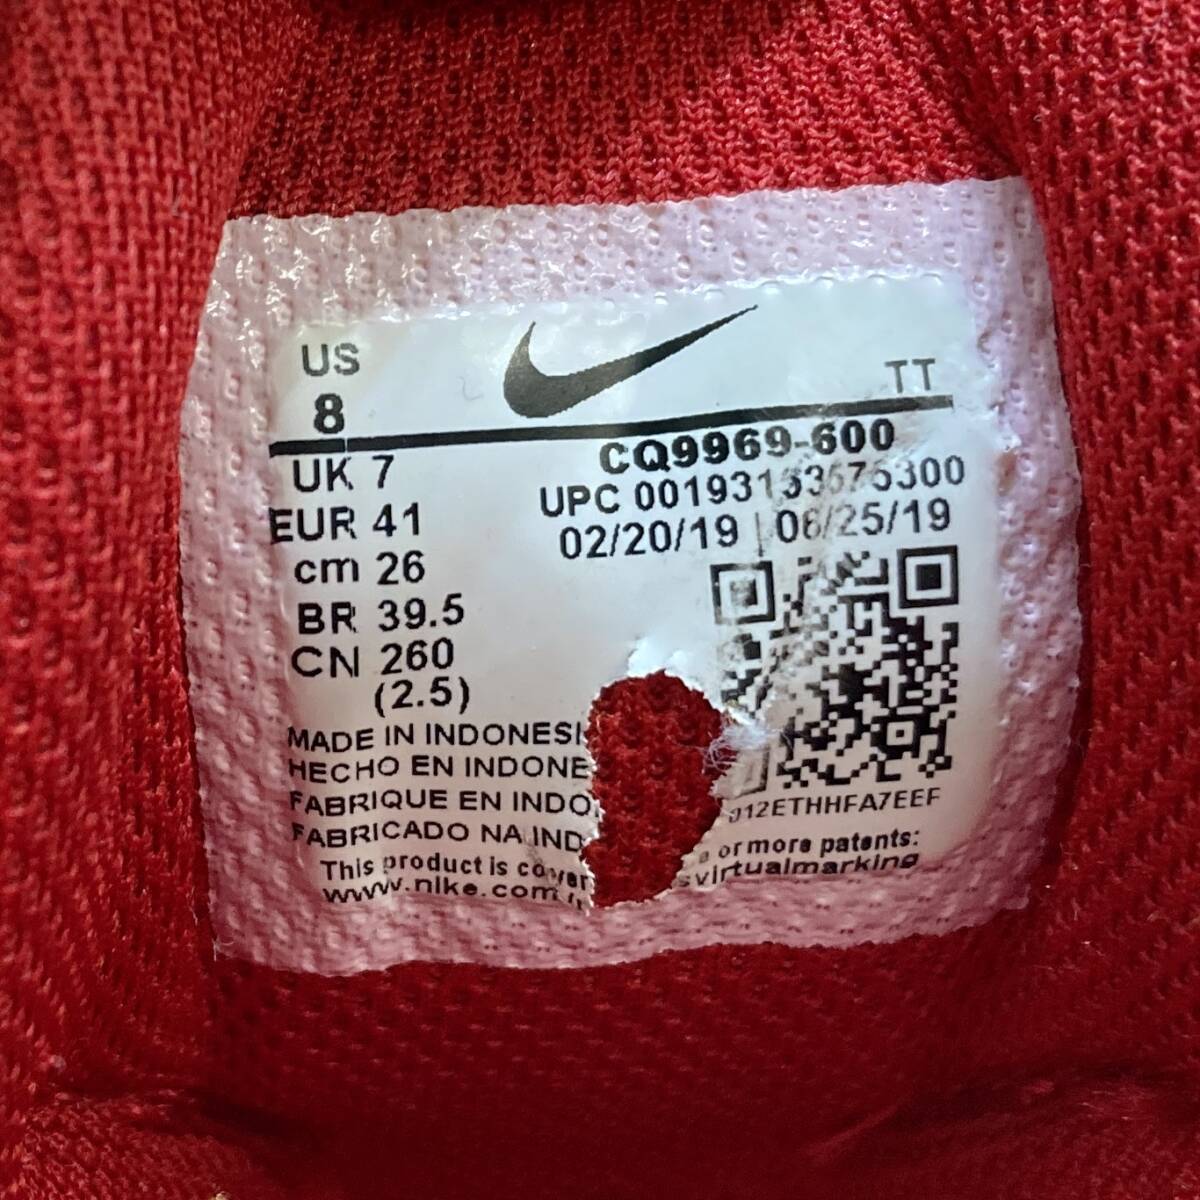 US
8
TT
UK 7
EUR 41
cm 26
BR 39.5
CN 260
(2.5)
CQ9969-600
UPC 00193153575300
02/20/19 | 06/25/19
MADE IN INDONESI
HECHO EN INDONE
FABRIQUE EN INDO
FABRICADO NA IND
012ETHHFA7EEF
This product is cover or more patents:
www.nike.com svirtualmarking